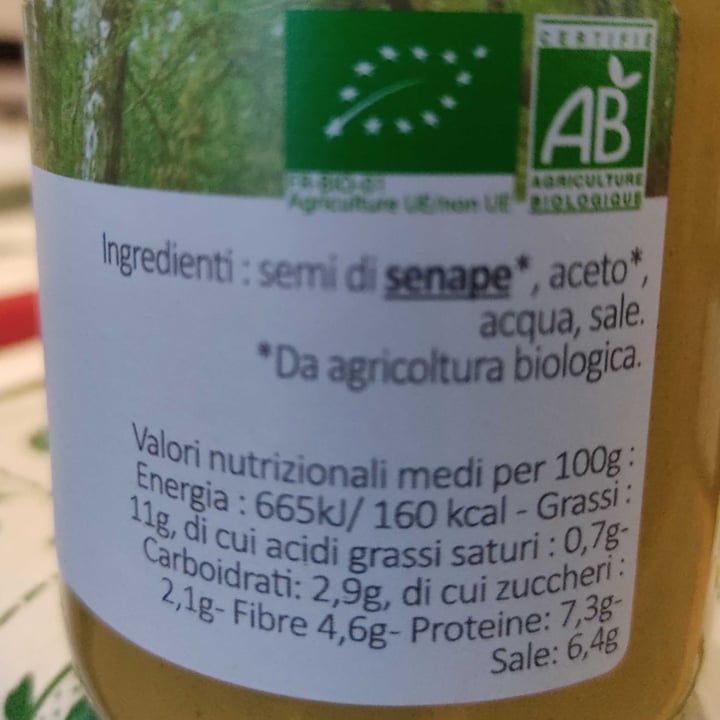 CERTIFIÉ
AB
AGRICULTURE
BIOLOGIQUE
FR-BIO-01
Agriculture UE/non UE
Ingredienti : semi di senape*, aceto*,
acqua, sale.
*Da agricoltura biologica.
Valori nutrizionali medi per 100g :
Energia : 665kJ/ 160 kcal - Grassi :
11g, di cui acidi grassi saturi : 0,7g-
Carboidrati: 2,9g, di cui zuccheri :
2,1g- Fibre 4,6g- Proteine: 7,3g-
Sale: 6,4g